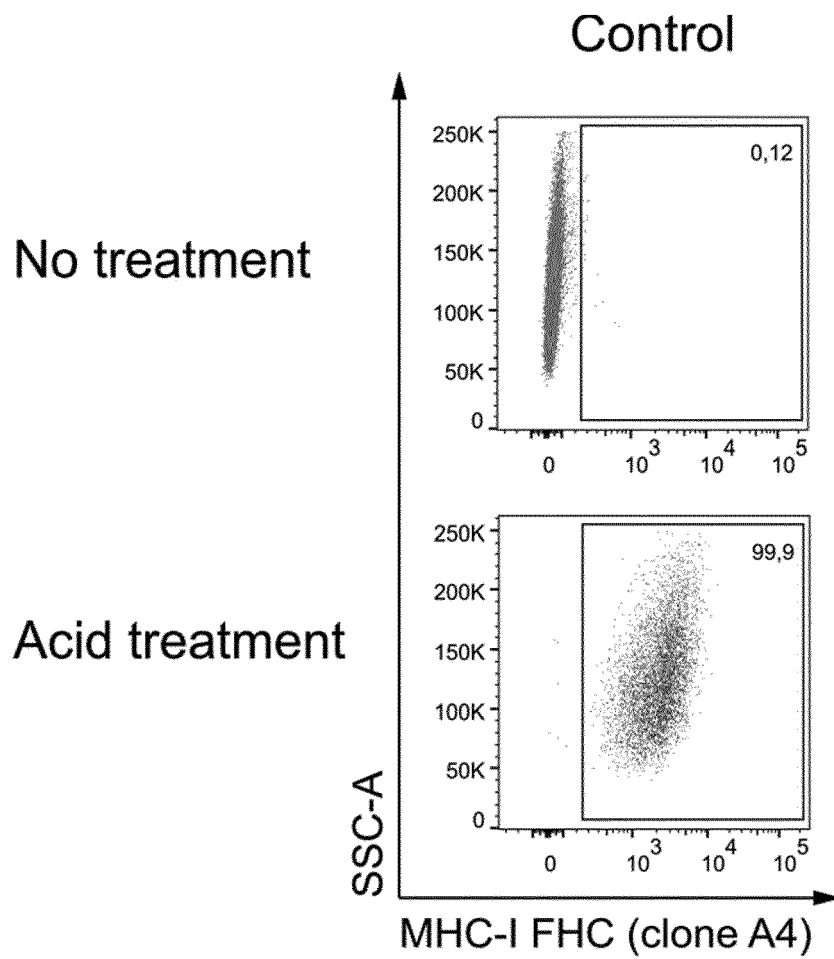 Control
No treatment
250K
200K
150K
100K
50K
0
0,12
0 10^3 10^4 10^5
Acid treatment
250K
200K
150K
100K
50K
0
99,9
0 10^3 10^4 10^5
SSC-A
MHC-I FHC (clone A4)